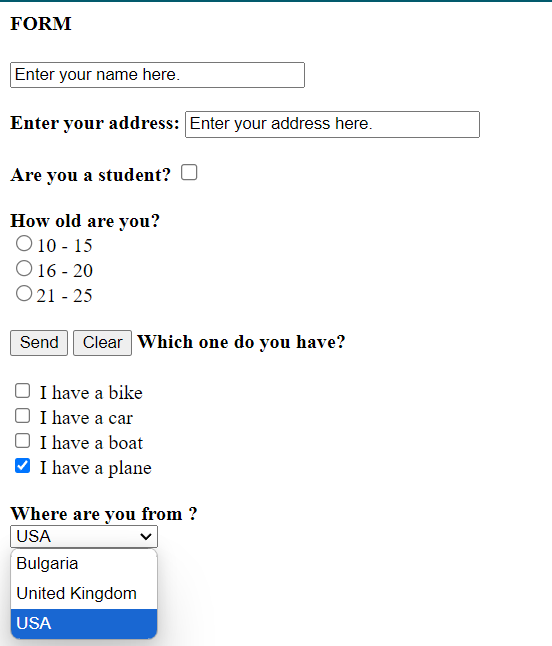 FORM
Enter your name here.
Enter your address: Enter your address here.
Are you a student?
How old are you?
10 - 15
16 - 20
21 - 25
Send Clear Which one do you have?
I have a bike
I have a car
I have a boat
I have a plane
Where are you from ?
USA
Bulgaria
United Kingdom
USA